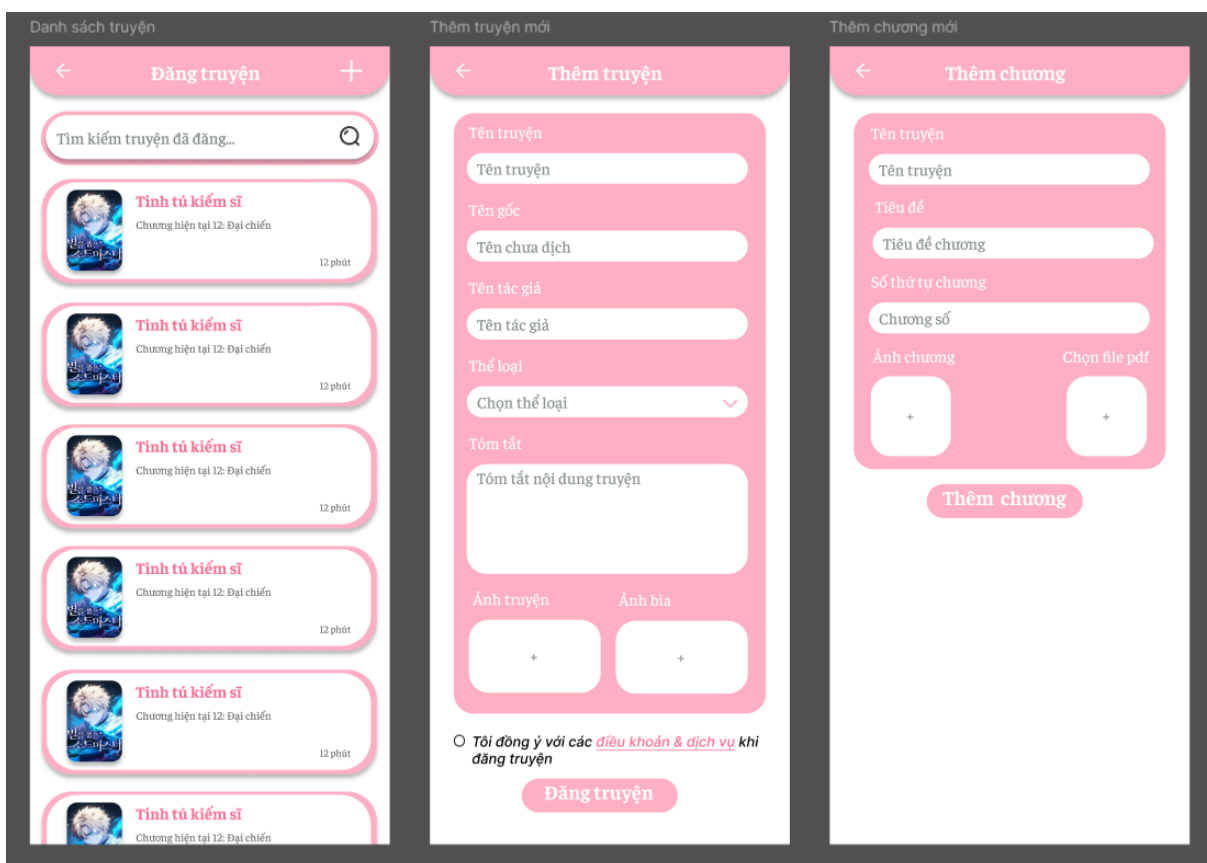 Danh sách truyện
Đăng truyện
Tìm kiếm truyện đã đăng...
Tinh tú kiếm sĩ
Chương hiện tại 12: Đại chiến
12 phút
Tinh tú kiếm sĩ
Chương hiện tại 12: Đại chiến
12 phút
Tinh tú kiếm sĩ
Chương hiện tại 12: Đại chiến
12 phút
Tinh tú kiếm sĩ
Chương hiện tại 12: Đại chiến
12 phút
Tinh tú kiếm sĩ
Chương hiện tại 12: Đại chiến
12 phút
Tinh tú kiếm sĩ
Chương hiện tại 12: Đại chiến
Thêm truyện mới
Thêm truyện
Tên truyện
Tên truyện
Tên gốc
Tên chưa dịch
Tên tác giả
Tên tác giả
Thể loại
Chọn thể loại
Tóm tắt
Tóm tắt nội dung truyện
Ảnh truyện Ảnh bìa
+ +
Tôi đồng ý với các điều khoản & dịch vụ khi
đăng truyện
Đăng truyện
Thêm chương mới
Thêm chương
Tên truyện
Tên truyện
Tiêu đề
Tiêu đề chương
Số thứ tự chương
Chương số
Ảnh chương Chọn file pdf
+ +
Thêm chương